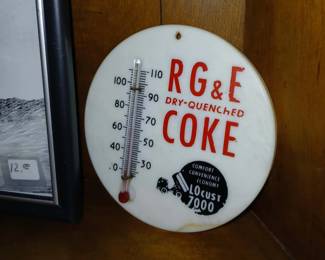 RG&E
DRY-QUENCHED
COKE
110
100
90
80
70
60
50
40
30
COMFORT
CONVENIENCE
ECONOMY
LOCUST
7000
12.00